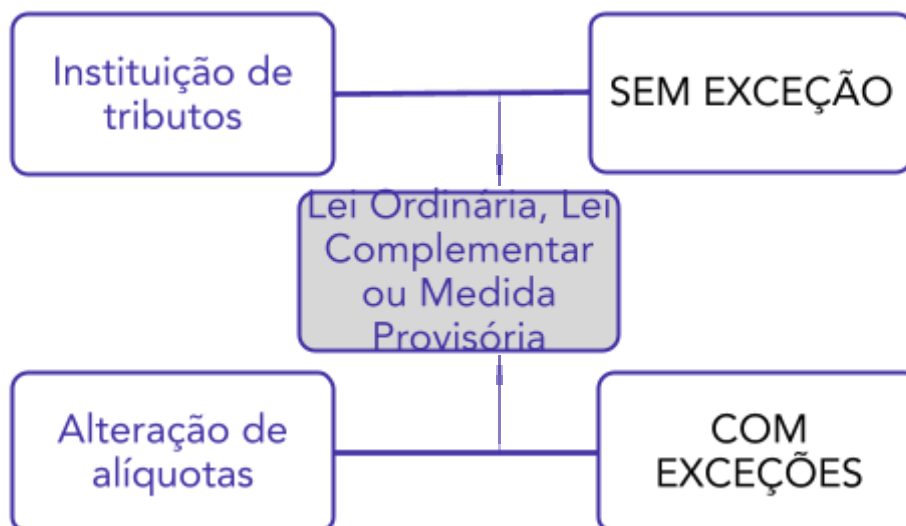 Instituição de
tributos
SEM EXCEÇÃO
Lei Ordinária, Lei
Complementar
ou Medida
Provisória
Alteração de
alíquotas
COM
EXCEÇÕES